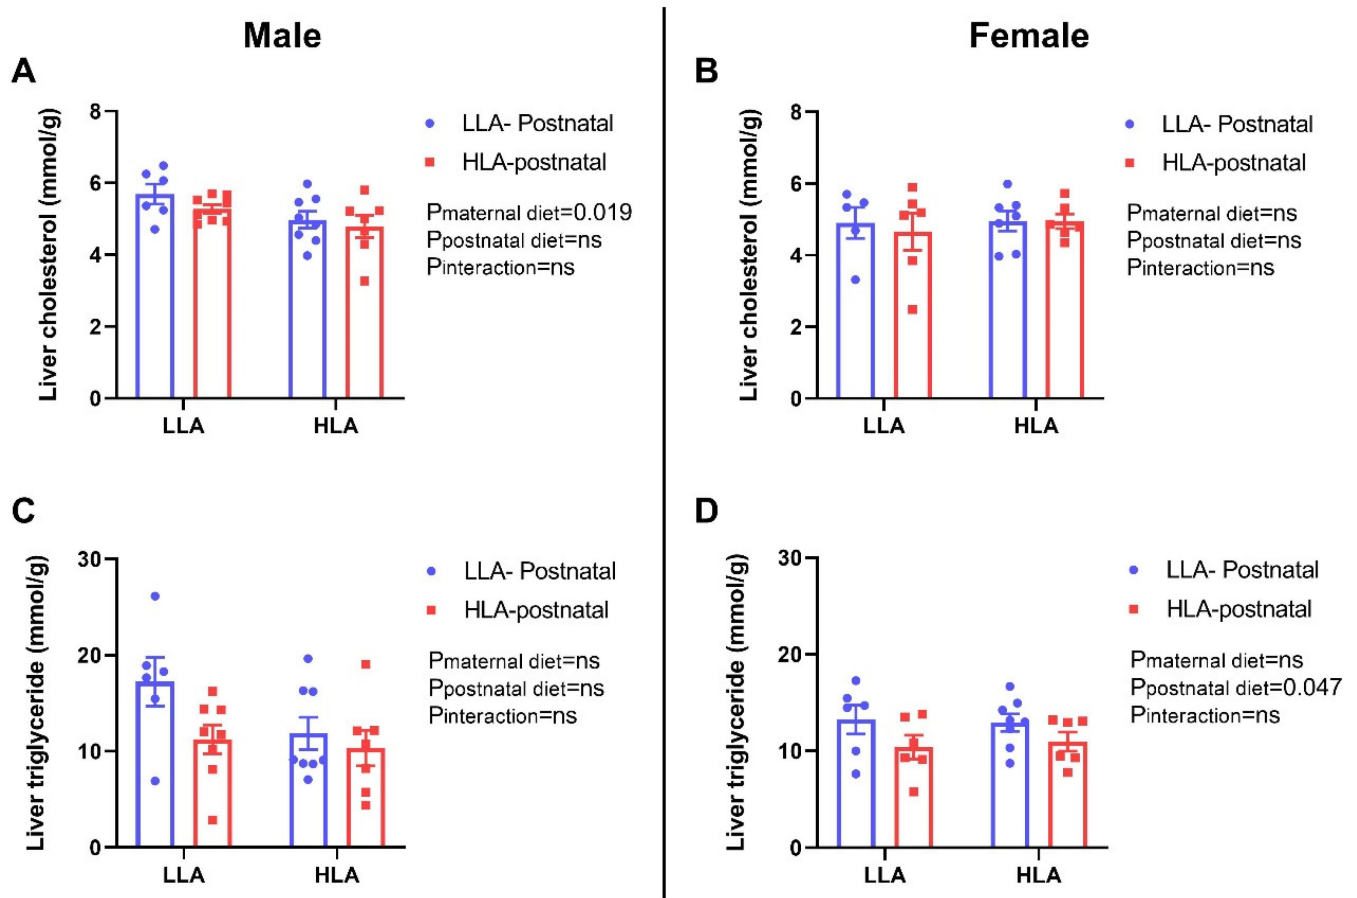 Male
Female
A
Liver cholesterol (mmol/g)
8
6
4
2
0
LLA
HLA
LLA- Postnatal
HLA-postnatal
Pmaternal diet=0.019
Ppostnatal diet=ns
Pinteraction=ns
B
Liver cholesterol (mmol/g)
8
6
4
2
0
LLA
HLA
LLA- Postnatal
HLA-postnatal
Pmaternal diet=ns
Ppostnatal diet=ns
Pinteraction=ns
C
Liver triglyceride (mmol/g)
30
20
10
0
LLA
HLA
LLA- Postnatal
HLA-postnatal
Pmaternal diet=ns
Ppostnatal diet=ns
Pinteraction=ns
D
Liver triglyceride (mmol/g)
30
20
10
0
LLA
HLA
LLA- Postnatal
HLA-postnatal
Pmaternal diet=ns
Ppostnatal diet=0.047
Pinteraction=ns